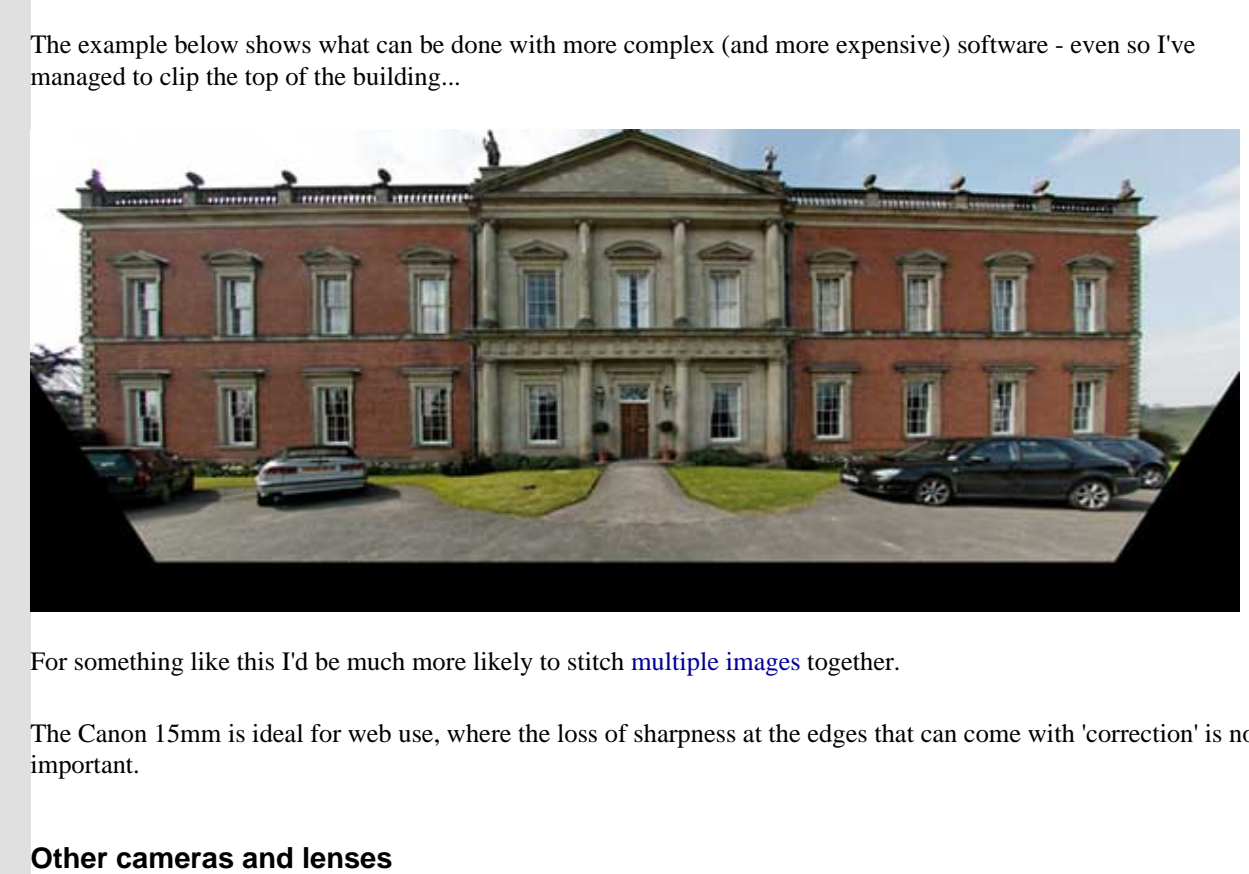 The example below shows what can be done with more complex (and more expensive) software - even so I've
managed to clip the top of the building...
For something like this I'd be much more likely to stitch multiple images together.
The Canon 15mm is ideal for web use, where the loss of sharpness at the edges that can come with 'correction' is
important.
Other cameras and lenses